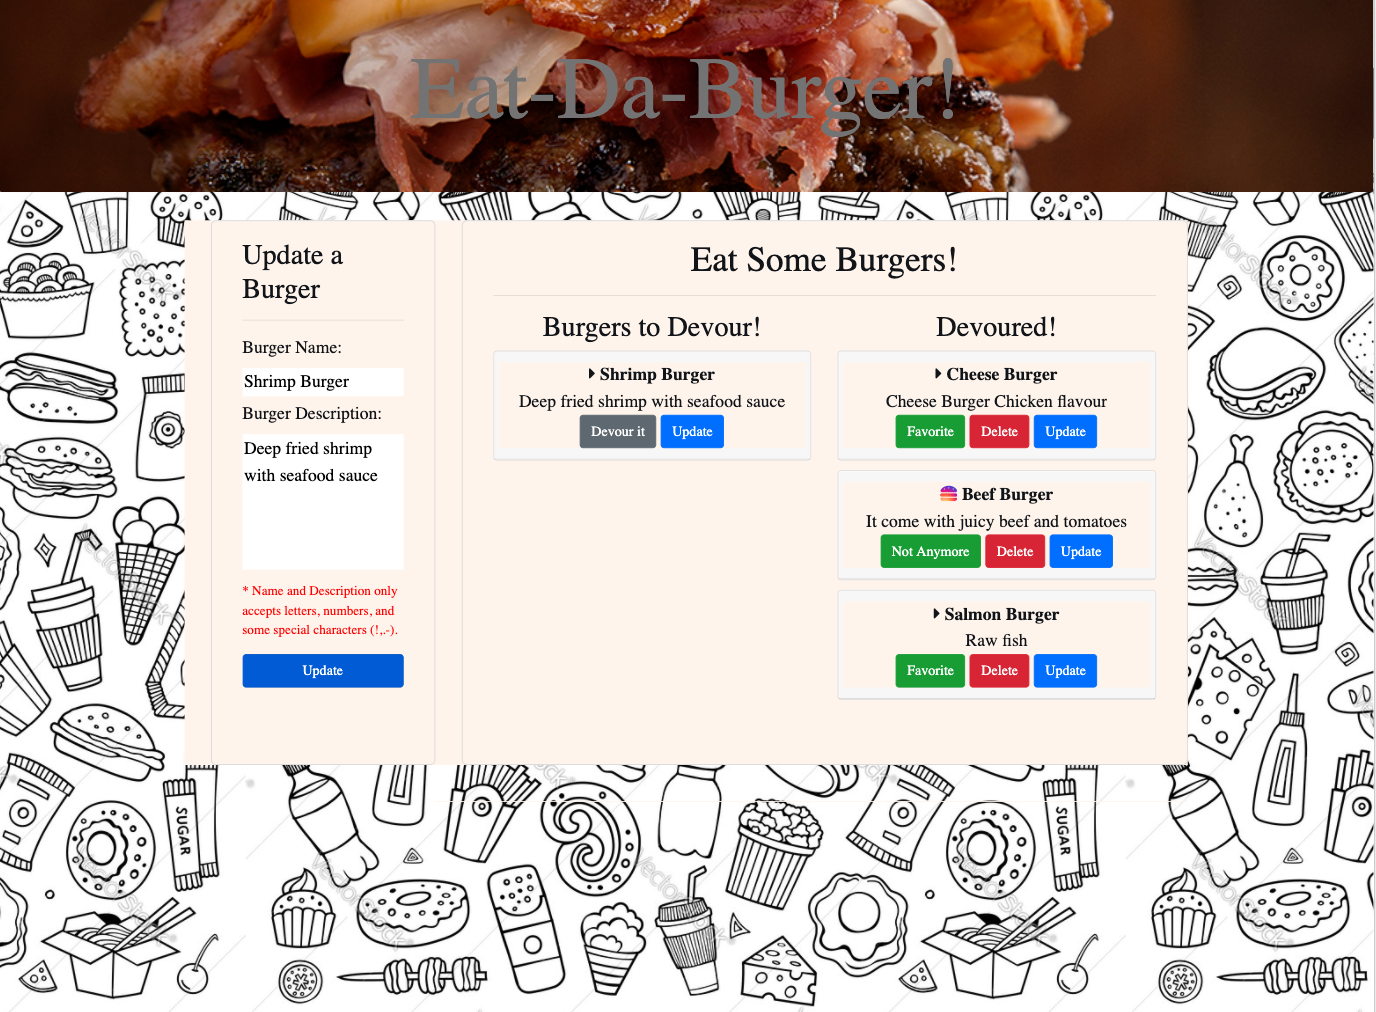 Eat-Da-Burger!
Update a
Burger
Burger Name:
Shrimp Burger
Burger Description:
Deep fried shrimp
with seafood sauce
* Name and Description only
accepts letters, numbers, and
some special characters (!,.-).
Update
Eat Some Burgers!
Burgers to Devour!
Shrimp Burger
Deep fried shrimp with seafood sauce
Devour it Update
Devoured!
Cheese Burger
Cheese Burger Chicken flavour
Favorite Delete Update
Beef Burger
It come with juicy beef and tomatoes
Not Anymore Delete Update
Salmon Burger
Raw fish
Favorite Delete Update
SUGAR
SUGAR
VectorStock
VectorStock
VectorStock
VectorStock